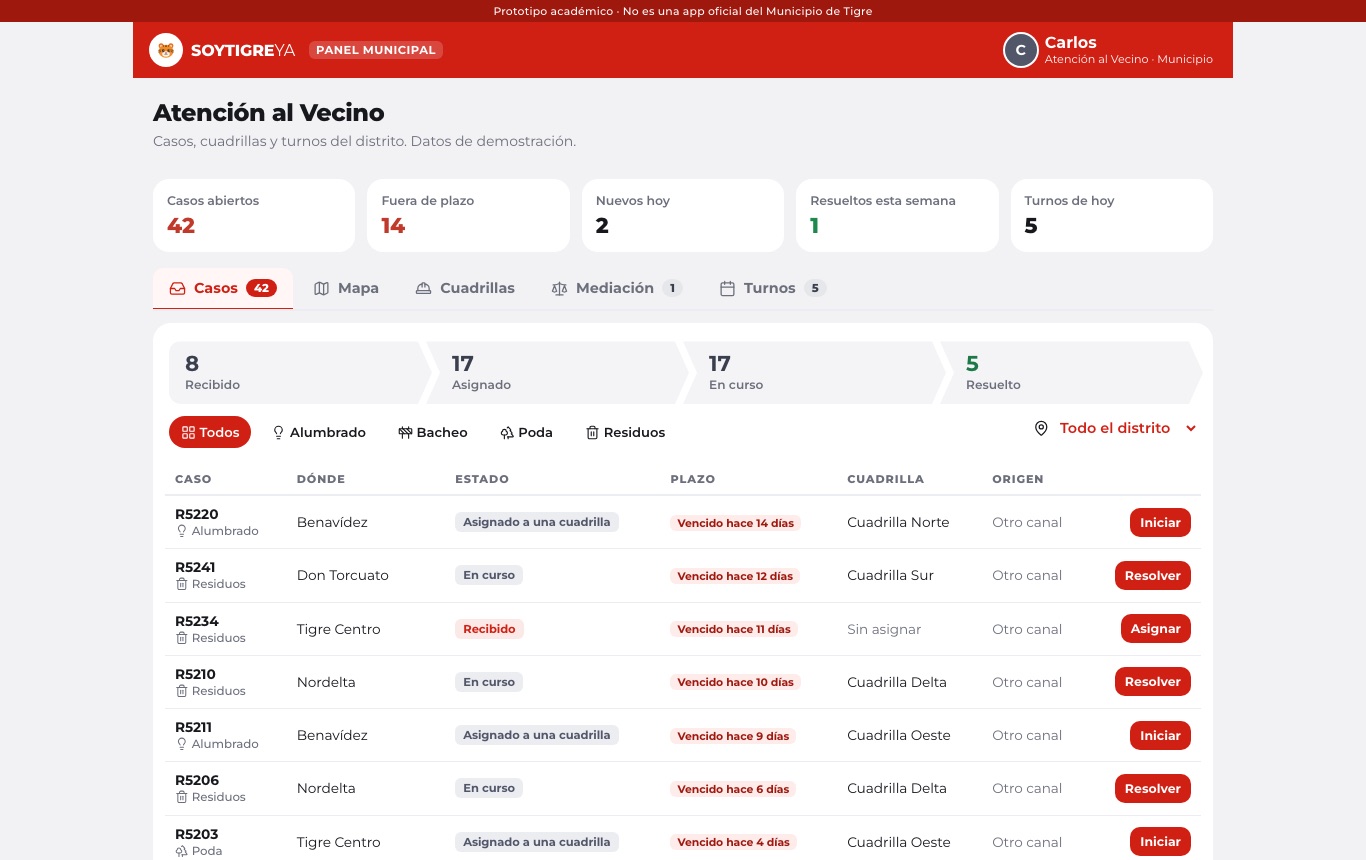 Prototipo académico · No es una app oficial del Municipio de Tigre
SOYTIGREYA PANEL MUNICIPAL
C Carlos
Atención al Vecino · Municipio
Atención al Vecino
Casos, cuadrillas y turnos del distrito. Datos de demostración.
Casos abiertos Fuera de plazo Nuevos hoy Resueltos esta semana Turnos de hoy
42 14 2 1 5
Casos 42 Mapa Cuadrillas Mediación 1 Turnos 5
8 17 17 5
Recibido Asignado En curso Resuelto
Todos Alumbrado Bacheo Poda Residuos Todo el distrito
CASO DÓNDE ESTADO PLAZO CUADRILLA ORIGEN
R5220
Alumbrado Benavídez Asignado a una cuadrilla Vencido hace 14 días Cuadrilla Norte Otro canal Iniciar
R5241
Residuos Don Torcuato En curso Vencido hace 12 días Cuadrilla Sur Otro canal Resolver
R5234
Residuos Tigre Centro Recibido Vencido hace 11 días Sin asignar Otro canal Asignar
R5210
Residuos Nordelta En curso Vencido hace 10 días Cuadrilla Delta Otro canal Resolver
R5211
Alumbrado Benavídez Asignado a una cuadrilla Vencido hace 9 días Cuadrilla Oeste Otro canal Iniciar
R5206
Residuos Nordelta En curso Vencido hace 6 días Cuadrilla Delta Otro canal Resolver
R5203
Poda Tigre Centro Asignado a una cuadrilla Vencido hace 4 días Cuadrilla Oeste Otro canal Iniciar